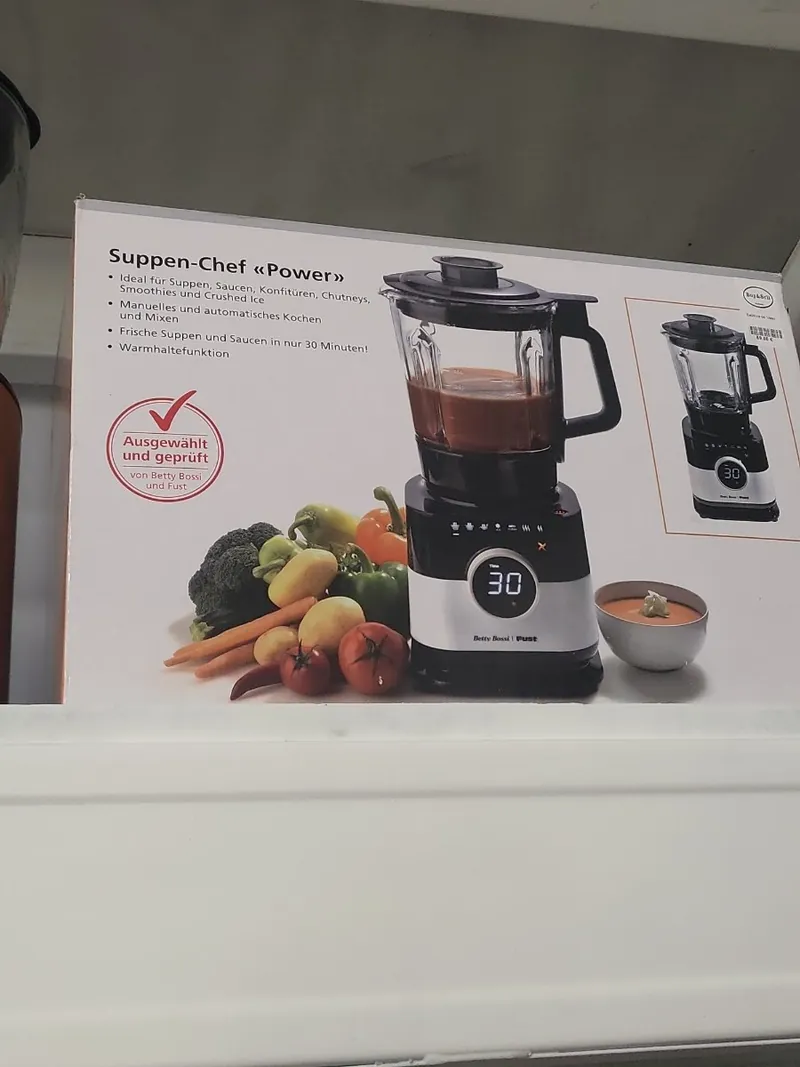 Suppen-Chef «Power»
• Ideal für Suppen, Saucen, Konfitüren, Chutneys,
Smoothies und Crushed Ice
• Manuelles und automatisches Kochen
und Mixen
• Frische Suppen und Saucen in nur 30 Minuten!
• Warmhaltefunktion
Ausgewählt
und geprüft
von Betty Bossi
und Fust
Time
30
Betty Bossi | Fust
30